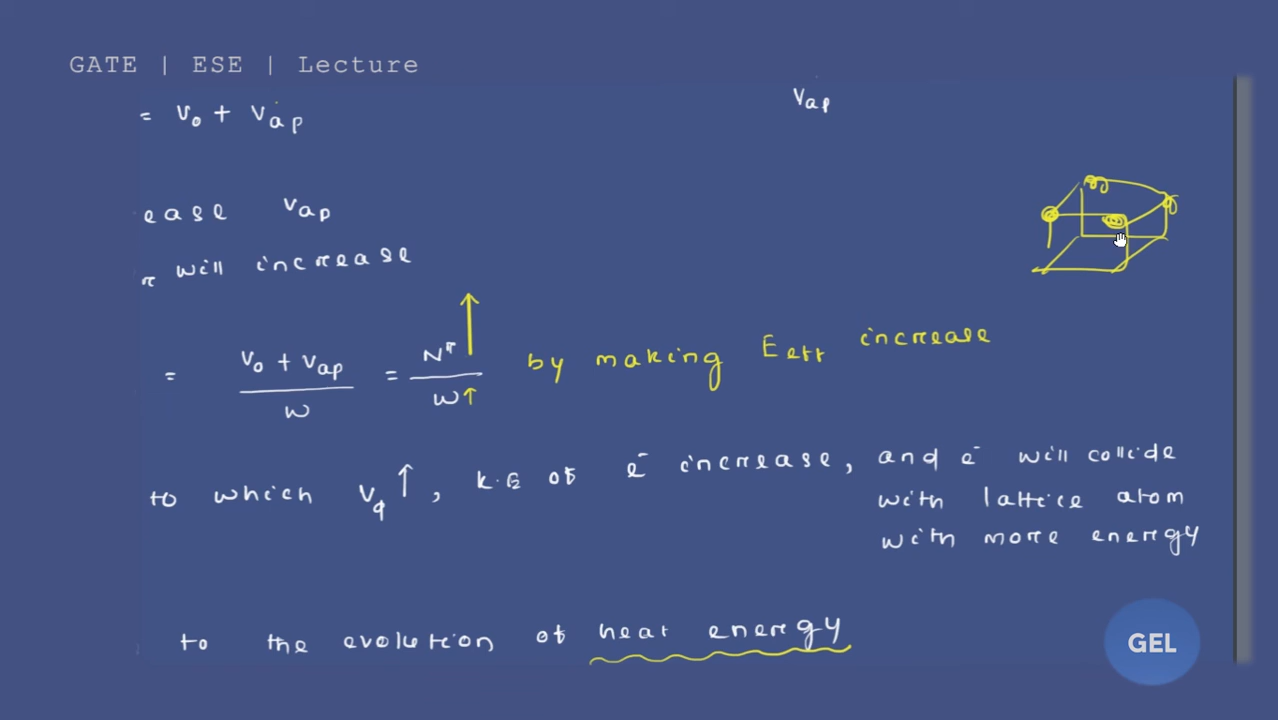 GATE | ESE | Lecture
= V₀ + Vap
Vap
ease Vap
r will increase
= V₀ + Vap / W = Nʳ ↑ / W↑ by making Eeff increase
to which Vd ↑, K.E of e⁻ increase, and e⁻ will collide
with lattice atom
with more energy
to the evolution of heat energy
GEL